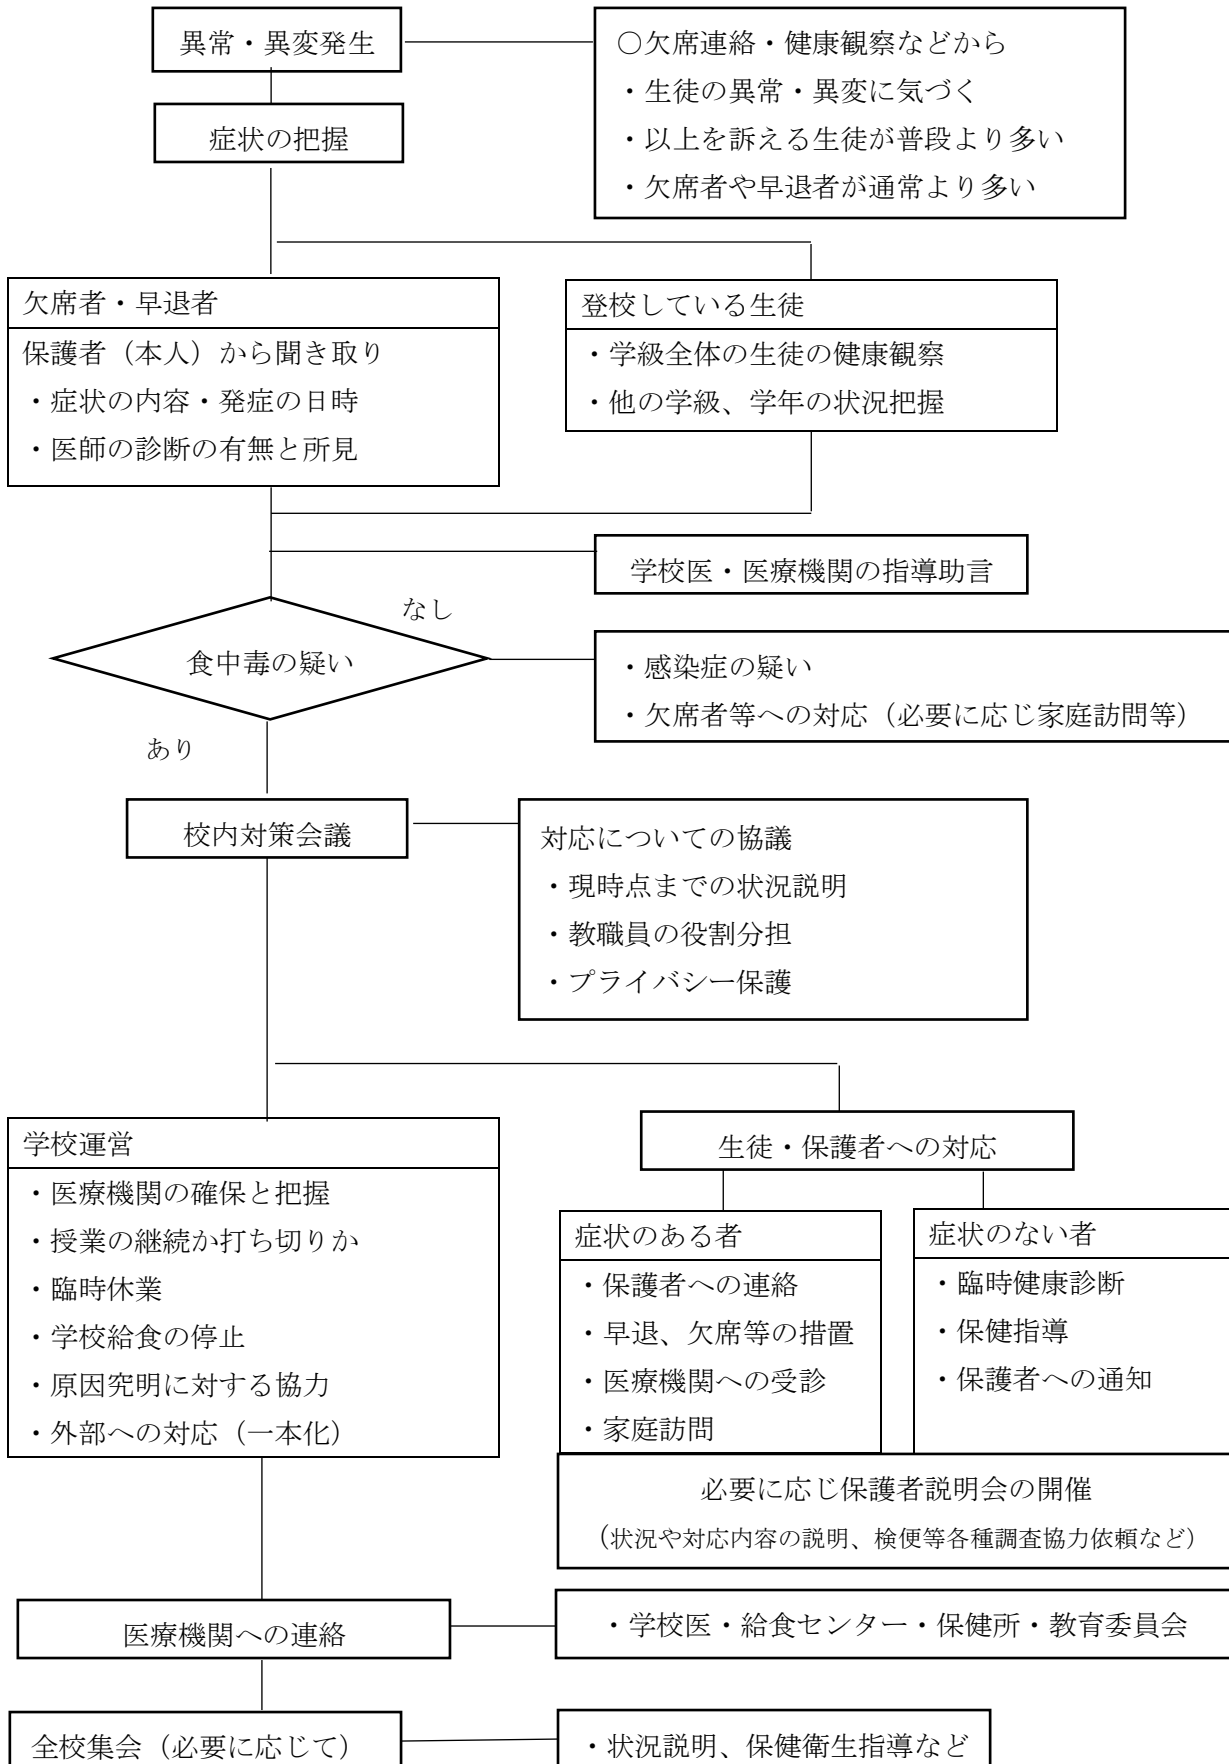 異常・異変発生
○欠席連絡・健康観察などから
・生徒の異常・異変に気づく
・以上を訴える生徒が普段より多い
・欠席者や早退者が通常より多い
症状の把握
欠席者・早退者
保護者（本人）から聞き取り
・症状の内容・発症の日時
・医師の診断の有無と所見
登校している生徒
・学級全体の生徒の健康観察
・他の学級、学年の状況把握
学校医・医療機関の指導助言
食中毒の疑い
なし
・感染症の疑い
・欠席者等への対応（必要に応じ家庭訪問等）
あり
校内対策会議
対応についての協議
・現時点までの状況説明
・教職員の役割分担
・プライバシー保護
学校運営
・医療機関の確保と把握
・授業の継続か打ち切りか
・臨時休業
・学校給食の停止
・原因究明に対する協力
・外部への対応（一本化）
生徒・保護者への対応
症状のある者
・保護者への連絡
・早退、欠席等の措置
・医療機関への受診
・家庭訪問
症状のない者
・臨時健康診断
・保健指導
・保護者への通知
必要に応じ保護者説明会の開催
（状況や対応内容の説明、検便等各種調査協力依頼など）
医療機関への連絡
・学校医・給食センター・保健所・教育委員会
全校集会（必要に応じて）
・状況説明、保健衛生指導など